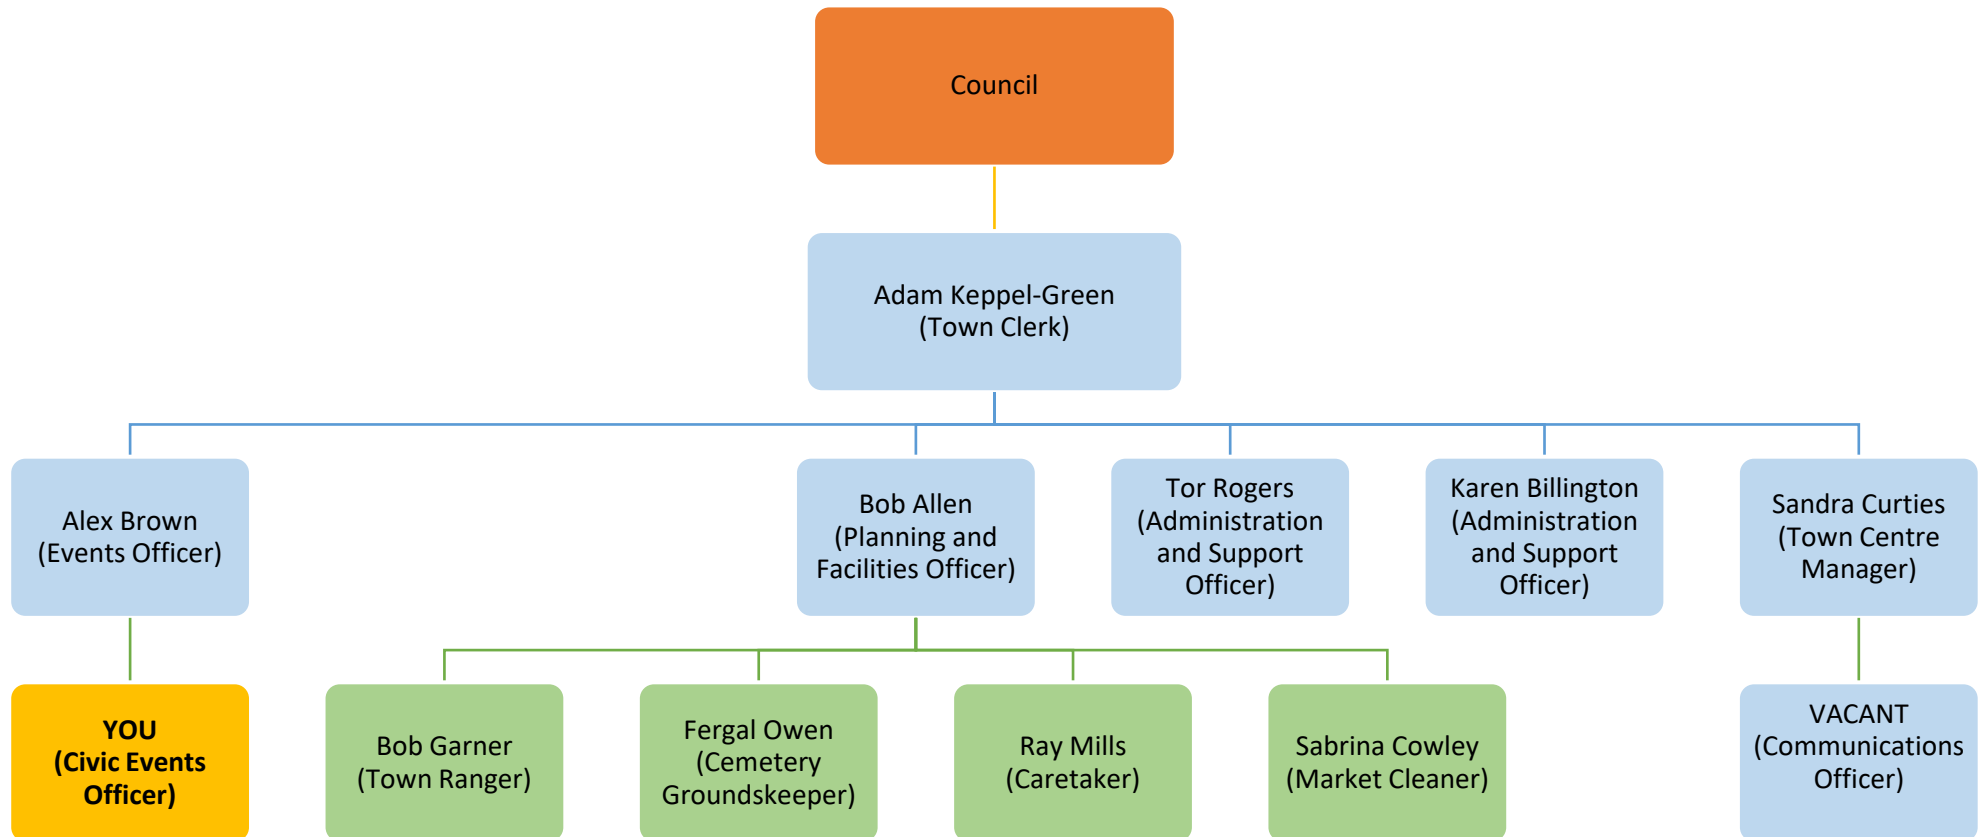 Council
Adam Keppel-Green
(Town Clerk)
Alex Brown
(Events Officer)
Bob Allen
(Planning and
Facilities Officer)
Tor Rogers
(Administration
and Support
Officer)
Karen Billington
(Administration
and Support
Officer)
Sandra Curties
(Town Centre
Manager)
YOU
(Civic Events
Officer)
Bob Garner
(Town Ranger)
Fergal Owen
(Cemetery
Groundskeeper)
Ray Mills
(Caretaker)
Sabrina Cowley
(Market Cleaner)
VACANT
(Communications
Officer)